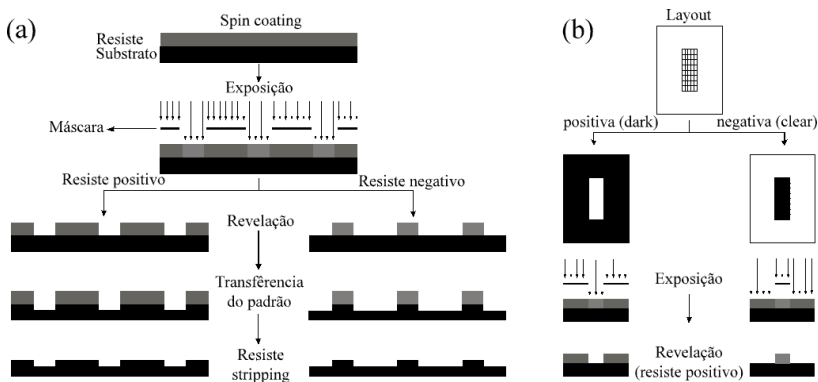 (a)
Spin coating
Resiste
Substrato
Exposição
Máscara
Resiste positivo
Resiste negativo
Revelação
Transfêrencia
do padrão
Resiste
stripping
(b)
Layout
positiva (dark)
negativa (clear)
Exposição
Revelação
(resiste positivo)